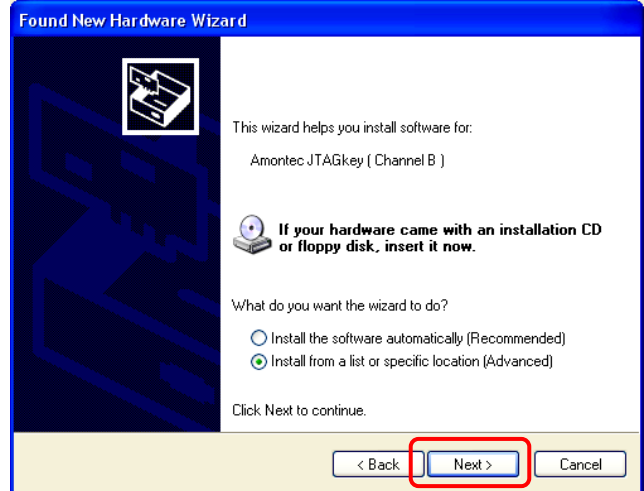 Found New Hardware Wizard
This wizard helps you install software for:
Amontec JTAGkey ( Channel B )
If your hardware came with an installation CD
or floppy disk, insert it now.
What do you want the wizard to do?
Install the software automatically (Recommended)
Install from a list or specific location (Advanced)
Click Next to continue.
< Back Next > Cancel